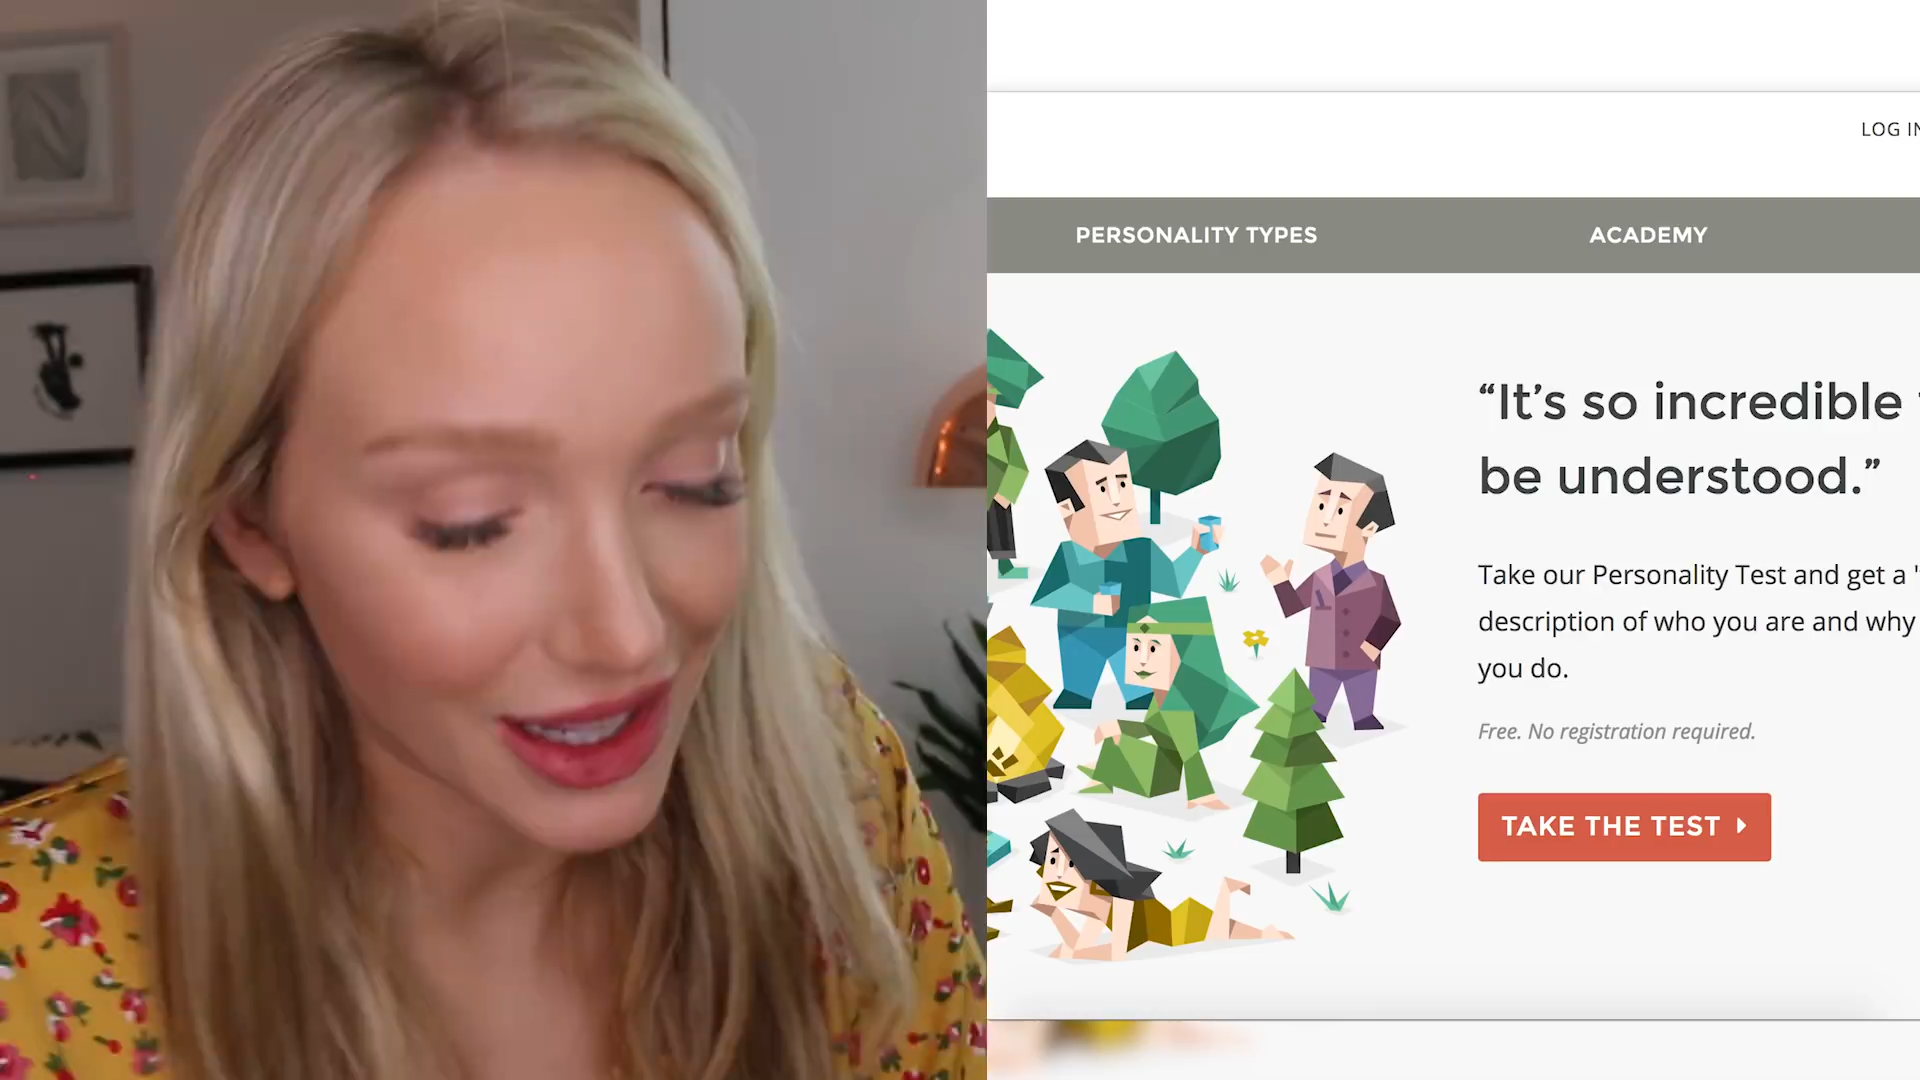 LOG IN
PERSONALITY TYPES
ACADEMY
“It’s so incredible
be understood.”
Take our Personality Test and get a
description of who you are and why
you do.
Free. No registration required.
TAKE THE TEST